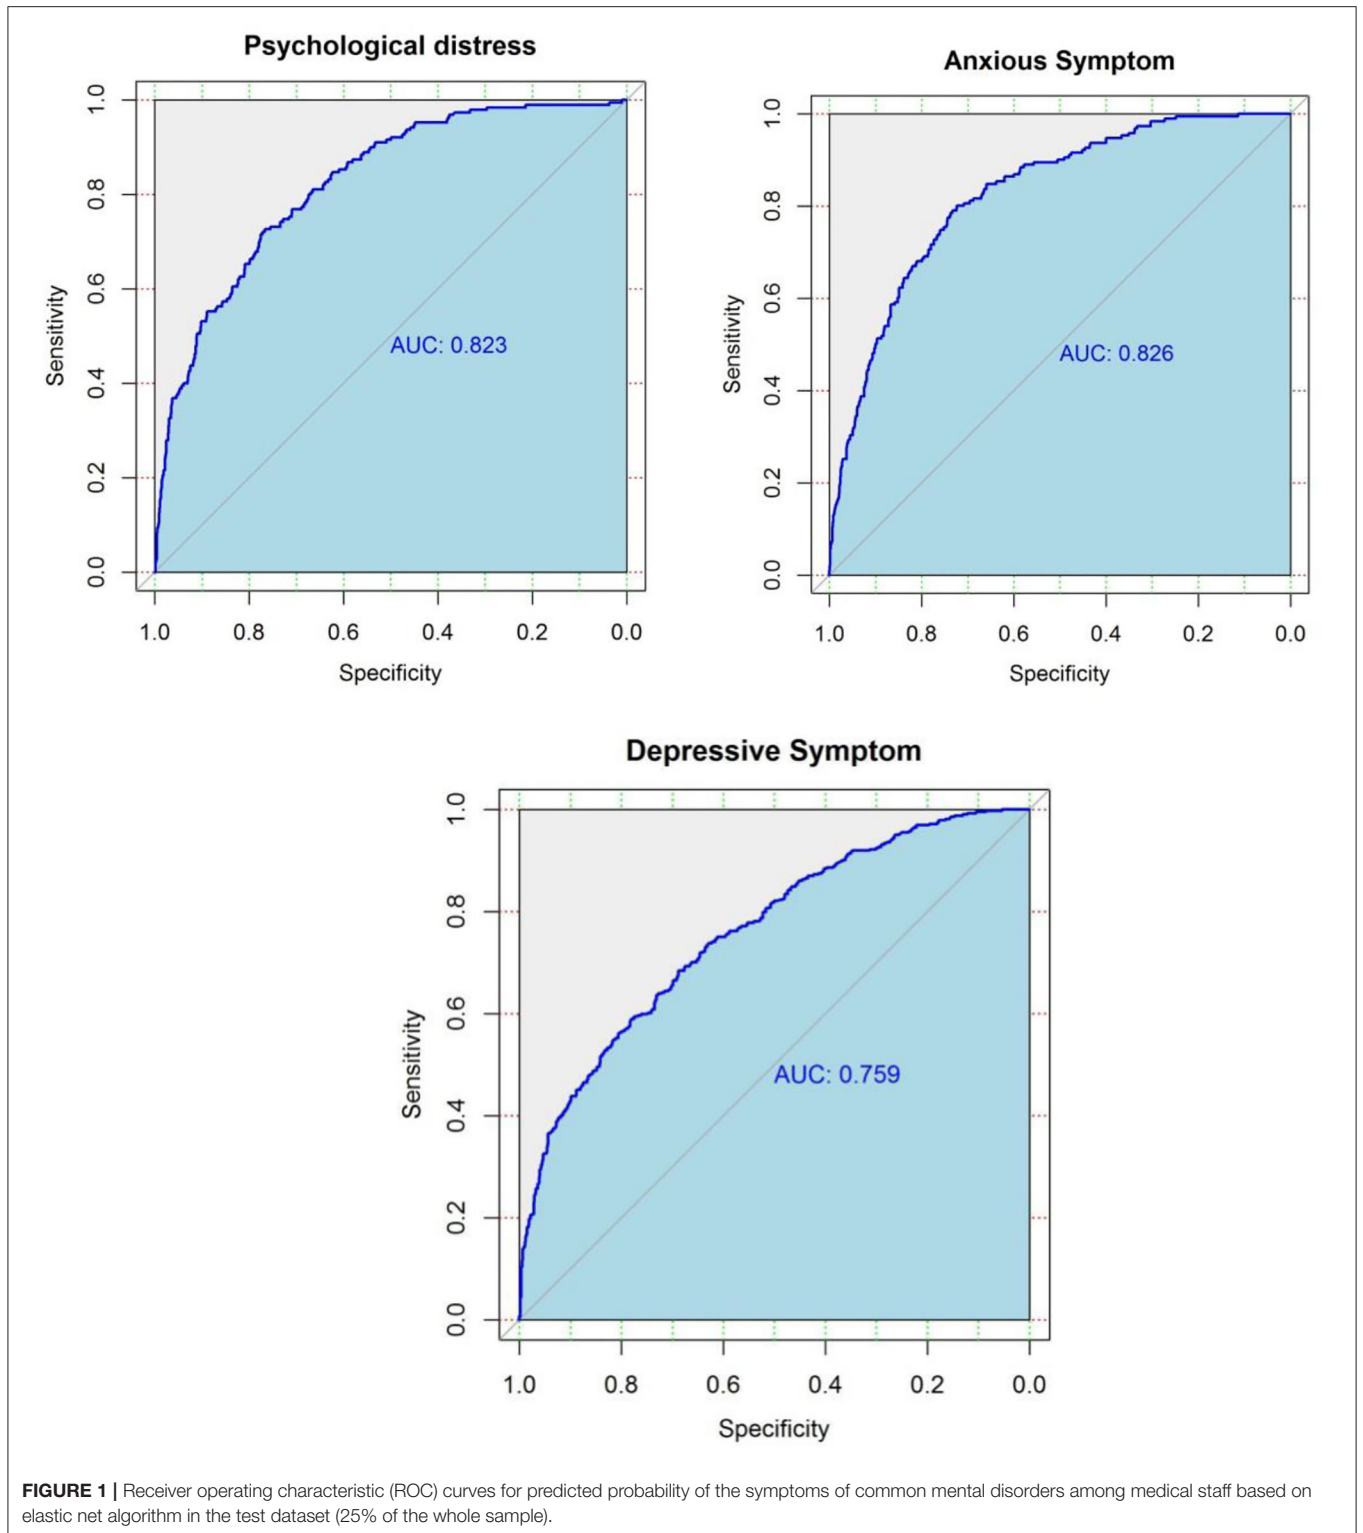 Psychological distress
1.0
0.8
0.6
0.4
0.2
0.0
Sensitivity
AUC: 0.823
1.0 0.8 0.6 0.4 0.2 0.0
Specificity
Anxious Symptom
1.0
0.8
0.6
0.4
0.2
0.0
Sensitivity
AUC: 0.826
1.0 0.8 0.6 0.4 0.2 0.0
Specificity
Depressive Symptom
1.0
0.8
0.6
0.4
0.2
0.0
Sensitivity
AUC: 0.759
1.0 0.8 0.6 0.4 0.2 0.0
Specificity
FIGURE 1 | Receiver operating characteristic (ROC) curves for predicted probability of the symptoms of common mental disorders among medical staff based on
elastic net algorithm in the test dataset (25% of the whole sample).